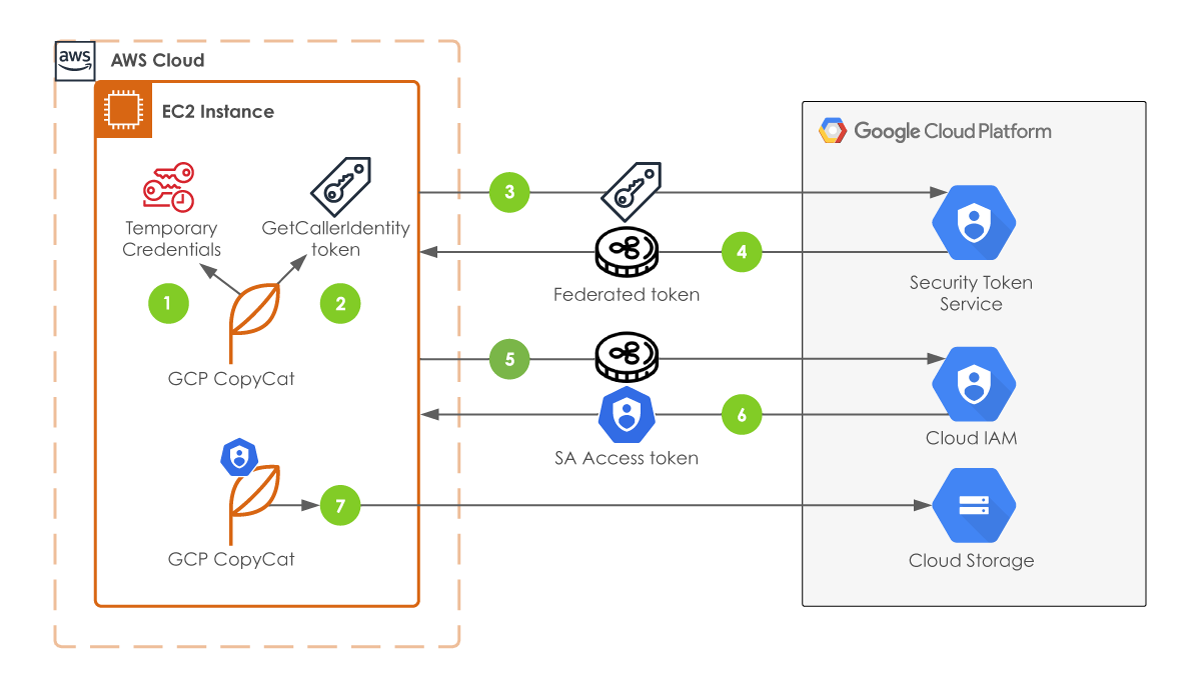 aws
AWS Cloud
EC2 Instance
Google Cloud Platform
Temporary
Credentials
GetCallerIdentity
token
3
4
Federated token
Security Token
Service
1
2
GCP CopyCat
5
6
SA Access token
Cloud IAM
7
GCP CopyCat
Cloud Storage